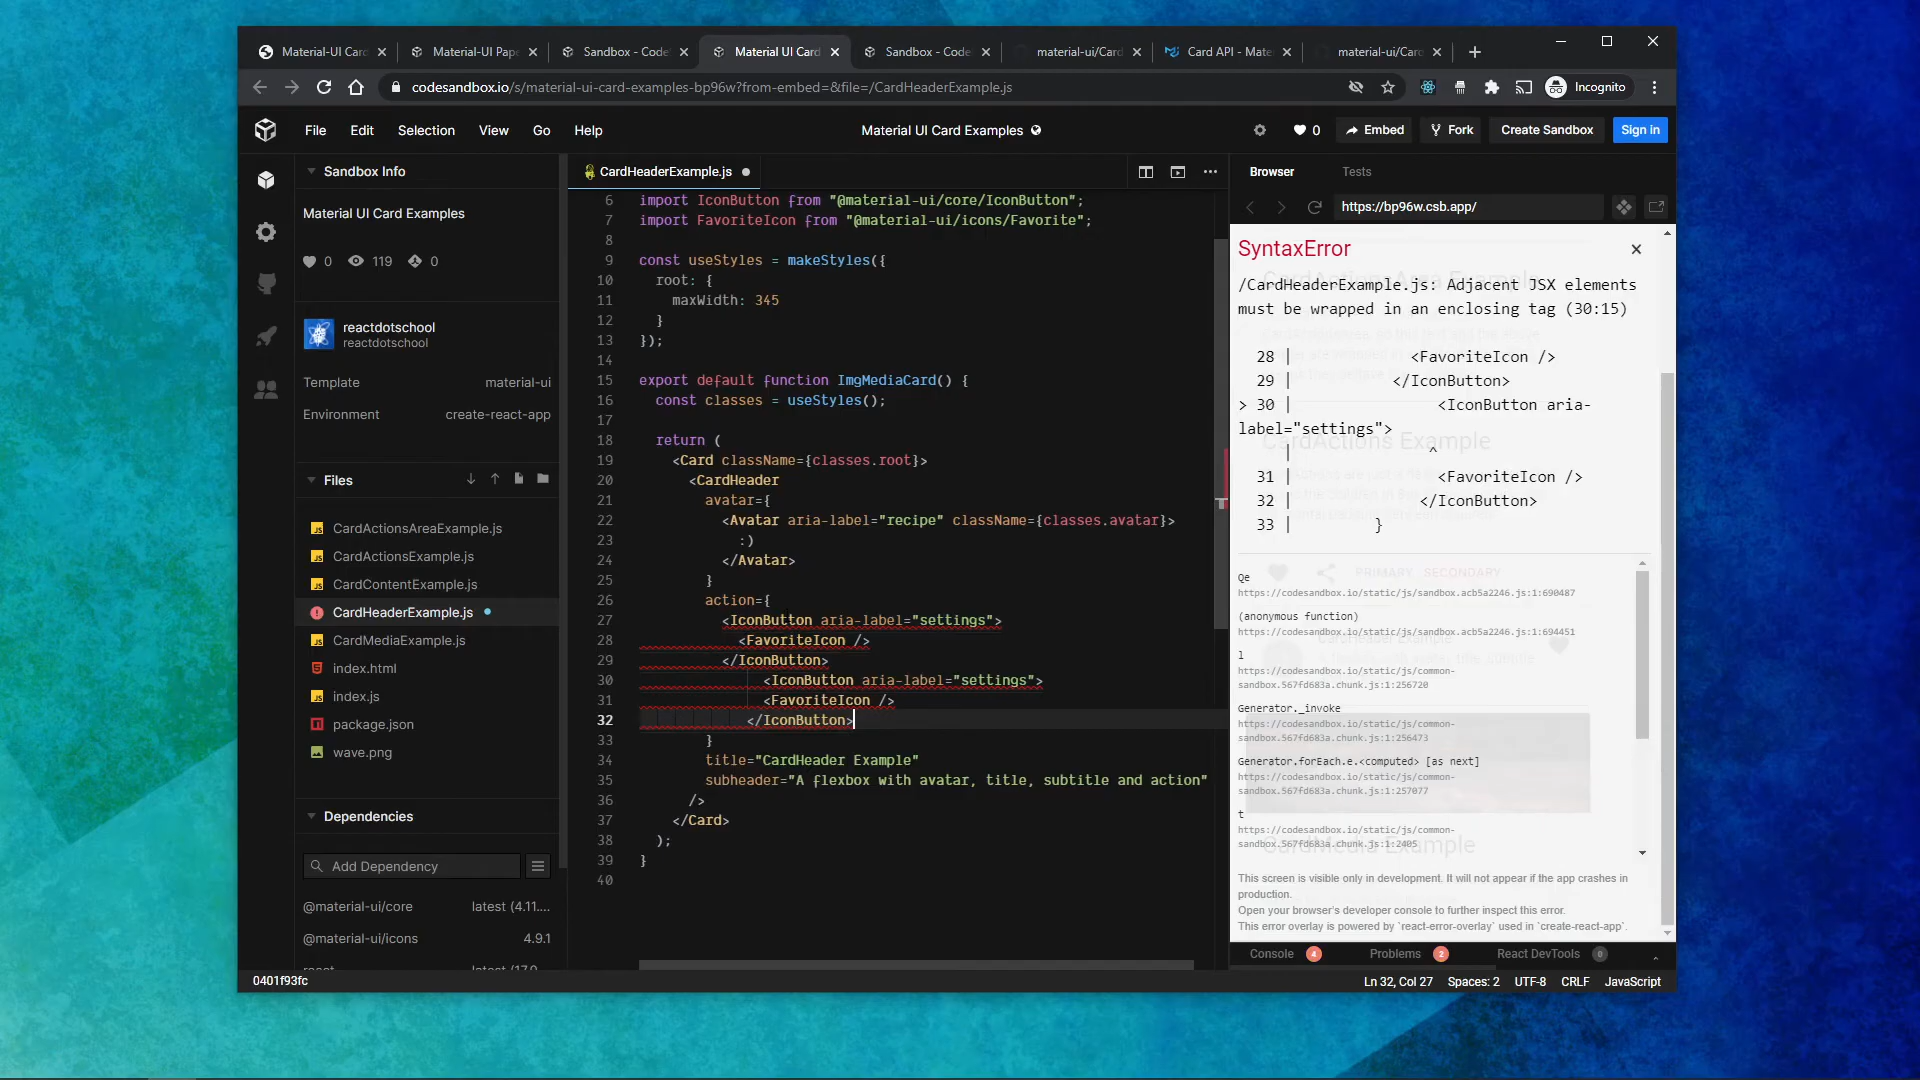 Material-UI Card
Material-UI Pape
Sandbox - Code
Material UI Card
Sandbox - Code
material-ui/Card
Card API - Mate
material-ui/Card
codesandbox.io/s/material-ui-card-examples-bp96w?from-embed=&file=/CardHeaderExample.js
Incognito
File Edit Selection View Go Help
Material UI Card Examples
0
Embed
Fork
Create Sandbox
Sign in
Sandbox Info
Material UI Card Examples
0 119 0
reactdotschool
reactdotschool
Template material-ui
Environment create-react-app
Files
CardActionsAreaExample.js
CardActionsExample.js
CardContentExample.js
CardHeaderExample.js
CardMediaExample.js
index.html
index.js
package.json
wave.png
Dependencies
Add Dependency
@material-ui/core latest (4.11....
@material-ui/icons 4.9.1
react latest (17.0
0401f93fc
CardHeaderExample.js
6 import IconButton from "@material-ui/core/IconButton";
7 import FavoriteIcon from "@material-ui/icons/Favorite";
8
9 const useStyles = makeStyles({
10 root: {
11 maxWidth: 345
12 }
13 });
14
15 export default function ImgMediaCard() {
16 const classes = useStyles();
17
18 return (
19 <Card className={classes.root}>
20 <CardHeader
21 avatar={
22 <Avatar aria-label="recipe" className={classes.avatar}>
23 :)
24 </Avatar>
25 }
26 action={
27 <IconButton aria-label="settings">
28 <FavoriteIcon />
29 </IconButton>
30 <IconButton aria-label="settings">
31 <FavoriteIcon />
32 </IconButton>
33 }
34 title="CardHeader Example"
35 subheader="A flexbox with avatar, title, subtitle and action"
36 />
37 </Card>
38 );
39 }
40
Browser Tests
https://bp96w.csb.app/
SyntaxError
/CardHeaderExample.js: Adjacent JSX elements
must be wrapped in an enclosing tag (30:15)
28 | <FavoriteIcon />
29 | </IconButton>
> 30 | <IconButton aria-
label="settings">
| ^
31 | <FavoriteIcon />
32 | </IconButton>
33 | }
CardActionsArea Example
CardActions Example
PRIMARY SECONDARY
Qe
https://codesandbox.io/static/js/sandbox.acb5a2246.js:1:690487
(anonymous function)
https://codesandbox.io/static/js/sandbox.acb5a2246.js:1:694451
l
https://codesandbox.io/static/js/common-
sandbox.567fd683a.chunk.js:1:256720
Generator._invoke
https://codesandbox.io/static/js/common-
sandbox.567fd683a.chunk.js:1:256473
Generator.forEach.e.<computed> [as next]
https://codesandbox.io/static/js/common-
sandbox.567fd683a.chunk.js:1:257077
t
https://codesandbox.io/static/js/common-
sandbox.567fd683a.chunk.js:1:2405
CardMedia Example
This screen is visible only in development. It will not appear if the app crashes in
production.
Open your browser's developer console to further inspect this error.
This error overlay is powered by `react-error-overlay` used in `create-react-app`.
Console 4 Problems 2 React DevTools 0
Ln 32, Col 27 Spaces: 2 UTF-8 CRLF JavaScript